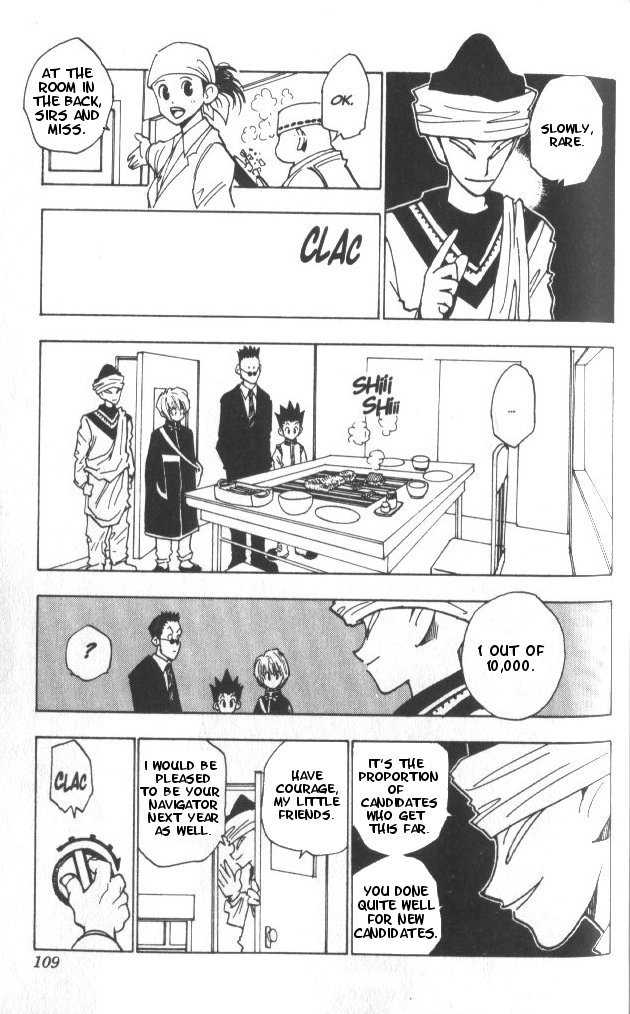 SLOWLY,
RARE.
OK.
AT THE
ROOM IN
THE BACK,
SIRS AND
MISS.
CLAC
...
SHiii
SHiii
1 OUT OF
10,000.
?
IT'S THE
PROPORTION
OF
CANDIDATES
WHO GET
THIS FAR.
YOU DONE
QUITE WELL
FOR NEW
CANDIDATES.
HAVE
COURAGE,
MY LITTLE
FRIENDS.
I WOULD BE
PLEASED
TO BE YOUR
NAVIGATOR
NEXT YEAR
AS WELL.
CLAC
109